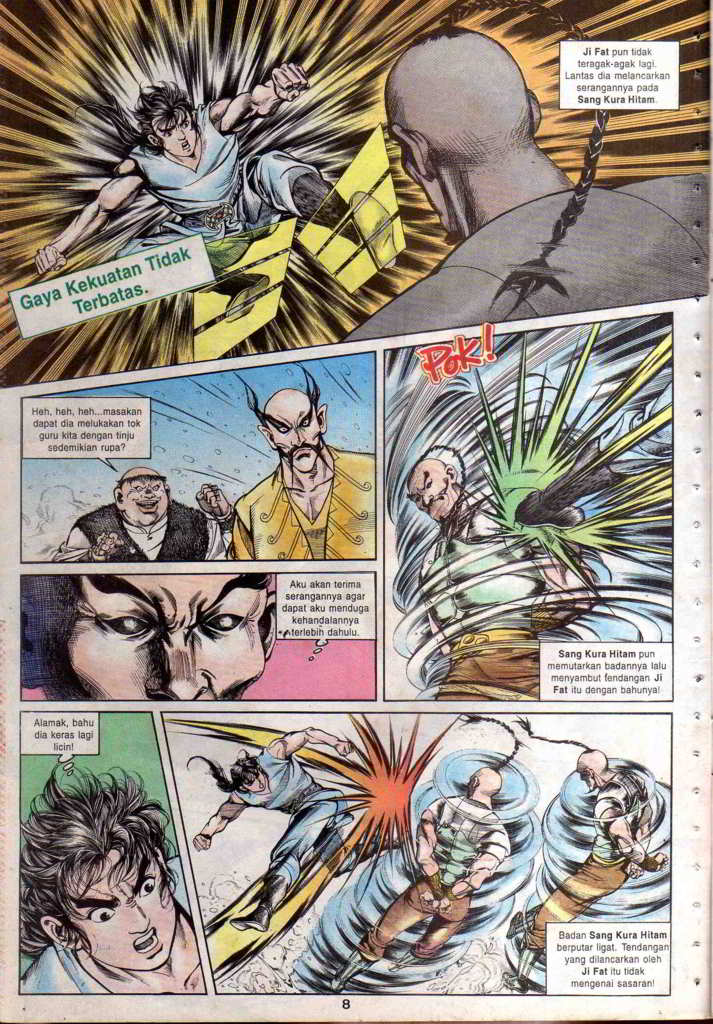 Ji Fat pun tidak
teragak-agak lagi.
Lantas dia melancarkan
serangannya pada
Sang Kura Hitam.
Gaya Kekuatan Tidak
Terbatas.
Heh, heh, heh...masakan
dapat dia melukakan tok
guru kita dengan tinju
sedemikian rupa?
POK!
Aku akan terima
serangannya agar
dapat aku menduga
kehandalannya
terlebih dahulu.
Sang Kura Hitam pun
memutarkan badannya lalu
menyambut tendangan Ji
Fat itu dengan bahunya!
Alamak, bahu
dia keras lagi
licin!
Badan Sang Kura Hitam
berputar ligat. Tendangan
yang dilancarkan oleh
Ji Fat itu tidak
mengenai sasaran!
8